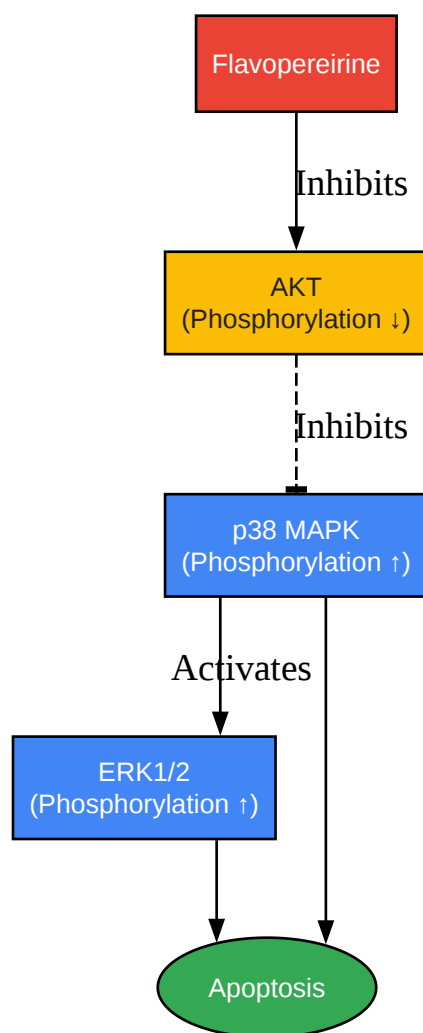 Flavopereirine
Inhibits
AKT
(Phosphorylation ↓)
Inhibits
p38 MAPK
(Phosphorylation ↑)
Activates
ERK1/2
(Phosphorylation ↑)
Apoptosis